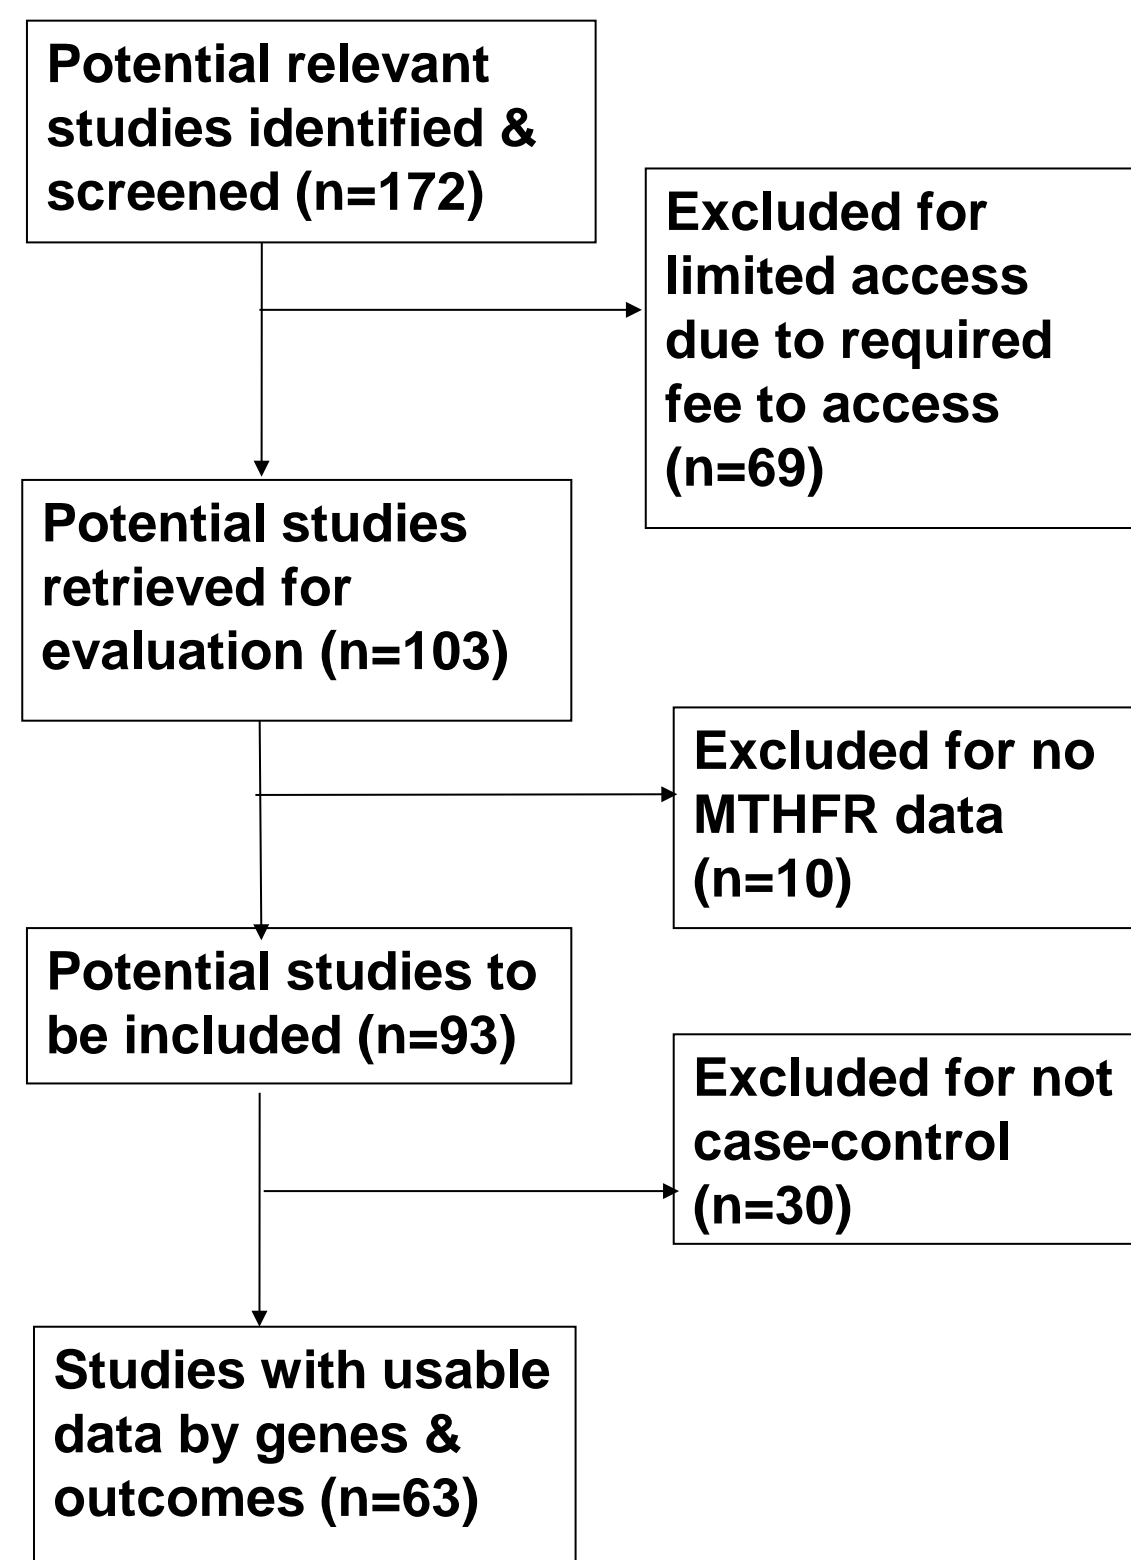 Potential relevant
studies identified &
screened (n=172)
Excluded for
limited access
due to required
fee to access
(n=69)
Potential studies
retrieved for
evaluation (n=103)
Excluded for no
MTHFR data
(n=10)
Potential studies to
be included (n=93)
Excluded for not
case-control
(n=30)
Studies with usable
data by genes &
outcomes (n=63)